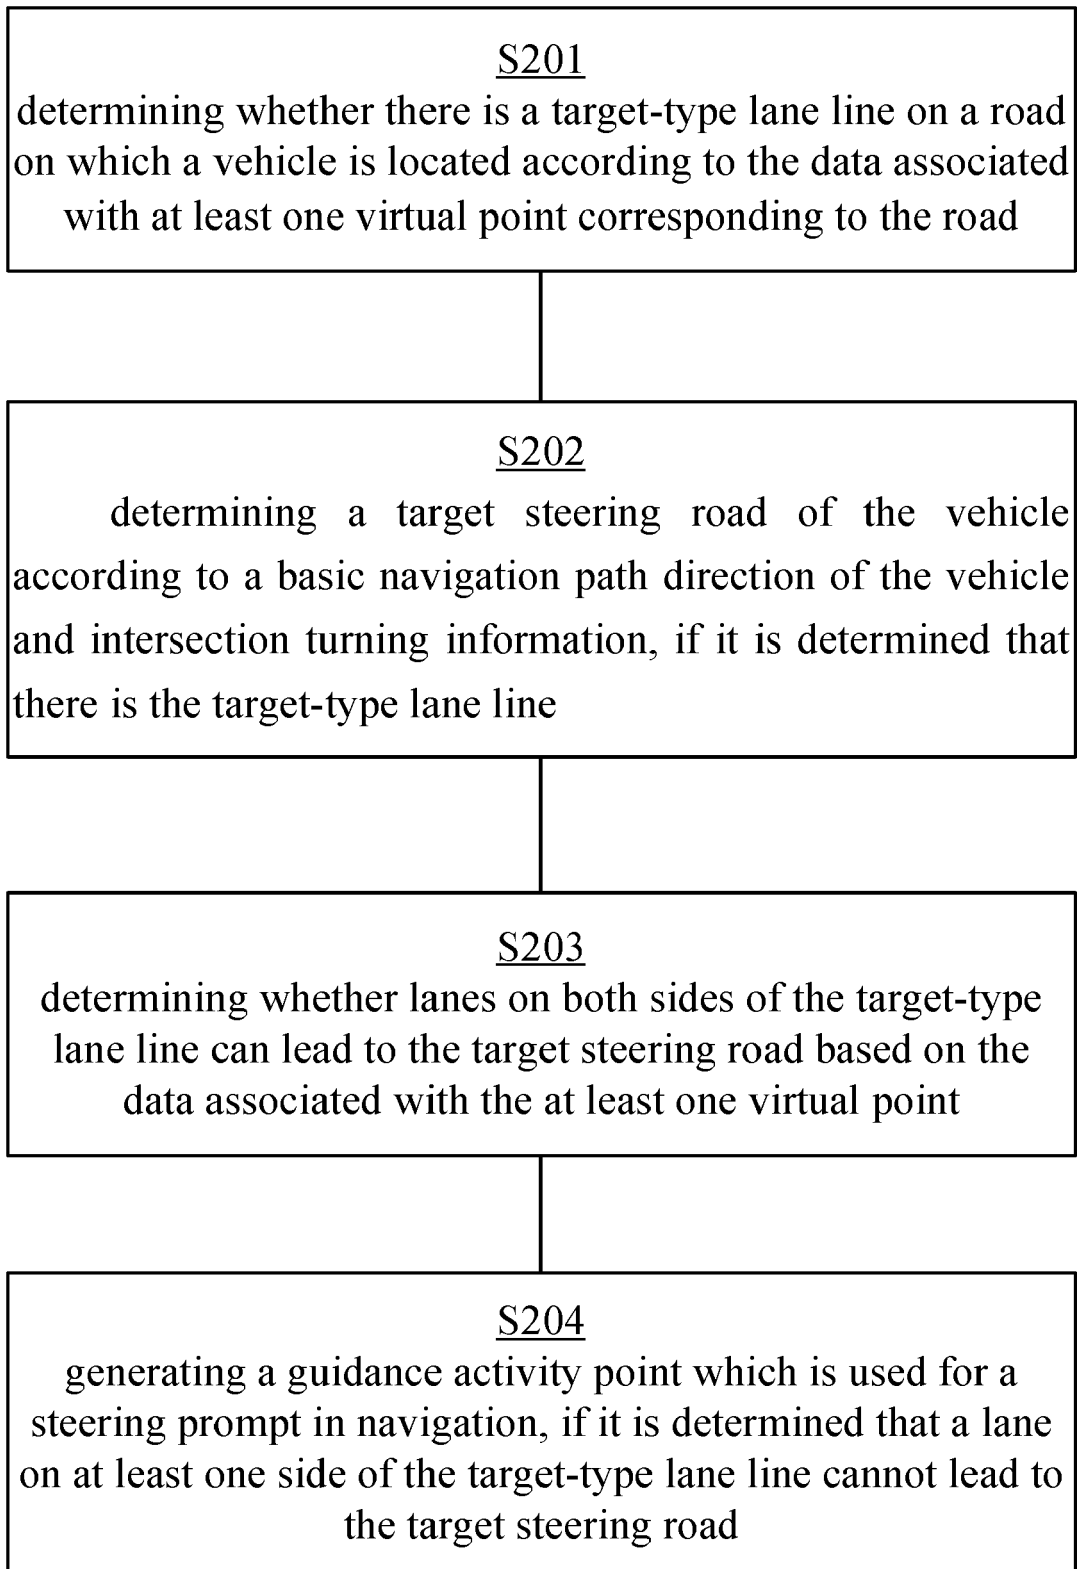 S201
determining whether there is a target-type lane line on a road
on which a vehicle is located according to the data associated
with at least one virtual point corresponding to the road
S202
determining a target steering road of the vehicle
according to a basic navigation path direction of the vehicle
and intersection turning information, if it is determined that
there is the target-type lane line
S203
determining whether lanes on both sides of the target-type
lane line can lead to the target steering road based on the
data associated with the at least one virtual point
S204
generating a guidance activity point which is used for a
steering prompt in navigation, if it is determined that a lane
on at least one side of the target-type lane line cannot lead to
the target steering road